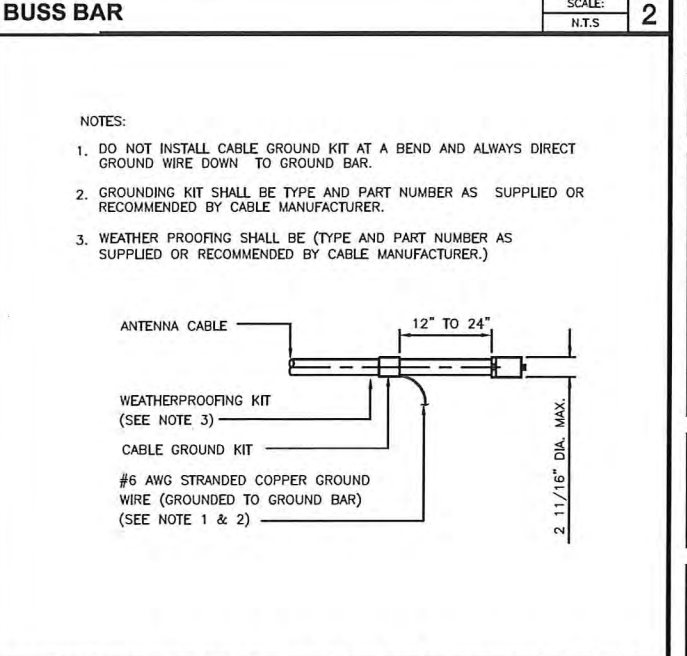 BUSS BAR
SCALE:
N.T.S
2
NOTES:
1. DO NOT INSTALL CABLE GROUND KIT AT A BEND AND ALWAYS DIRECT
GROUND WIRE DOWN TO GROUND BAR.
2. GROUNDING KIT SHALL BE TYPE AND PART NUMBER AS SUPPLIED OR
RECOMMENDED BY CABLE MANUFACTURER.
3. WEATHER PROOFING SHALL BE (TYPE AND PART NUMBER AS
SUPPLIED OR RECOMMENDED BY CABLE MANUFACTURER.)
ANTENNA CABLE
12" TO 24"
WEATHERPROOFING KIT
(SEE NOTE 3)
CABLE GROUND KIT
#6 AWG STRANDED COPPER GROUND
WIRE (GROUNDED TO GROUND BAR)
(SEE NOTE 1 & 2)
2 11/16" DIA. MAX.